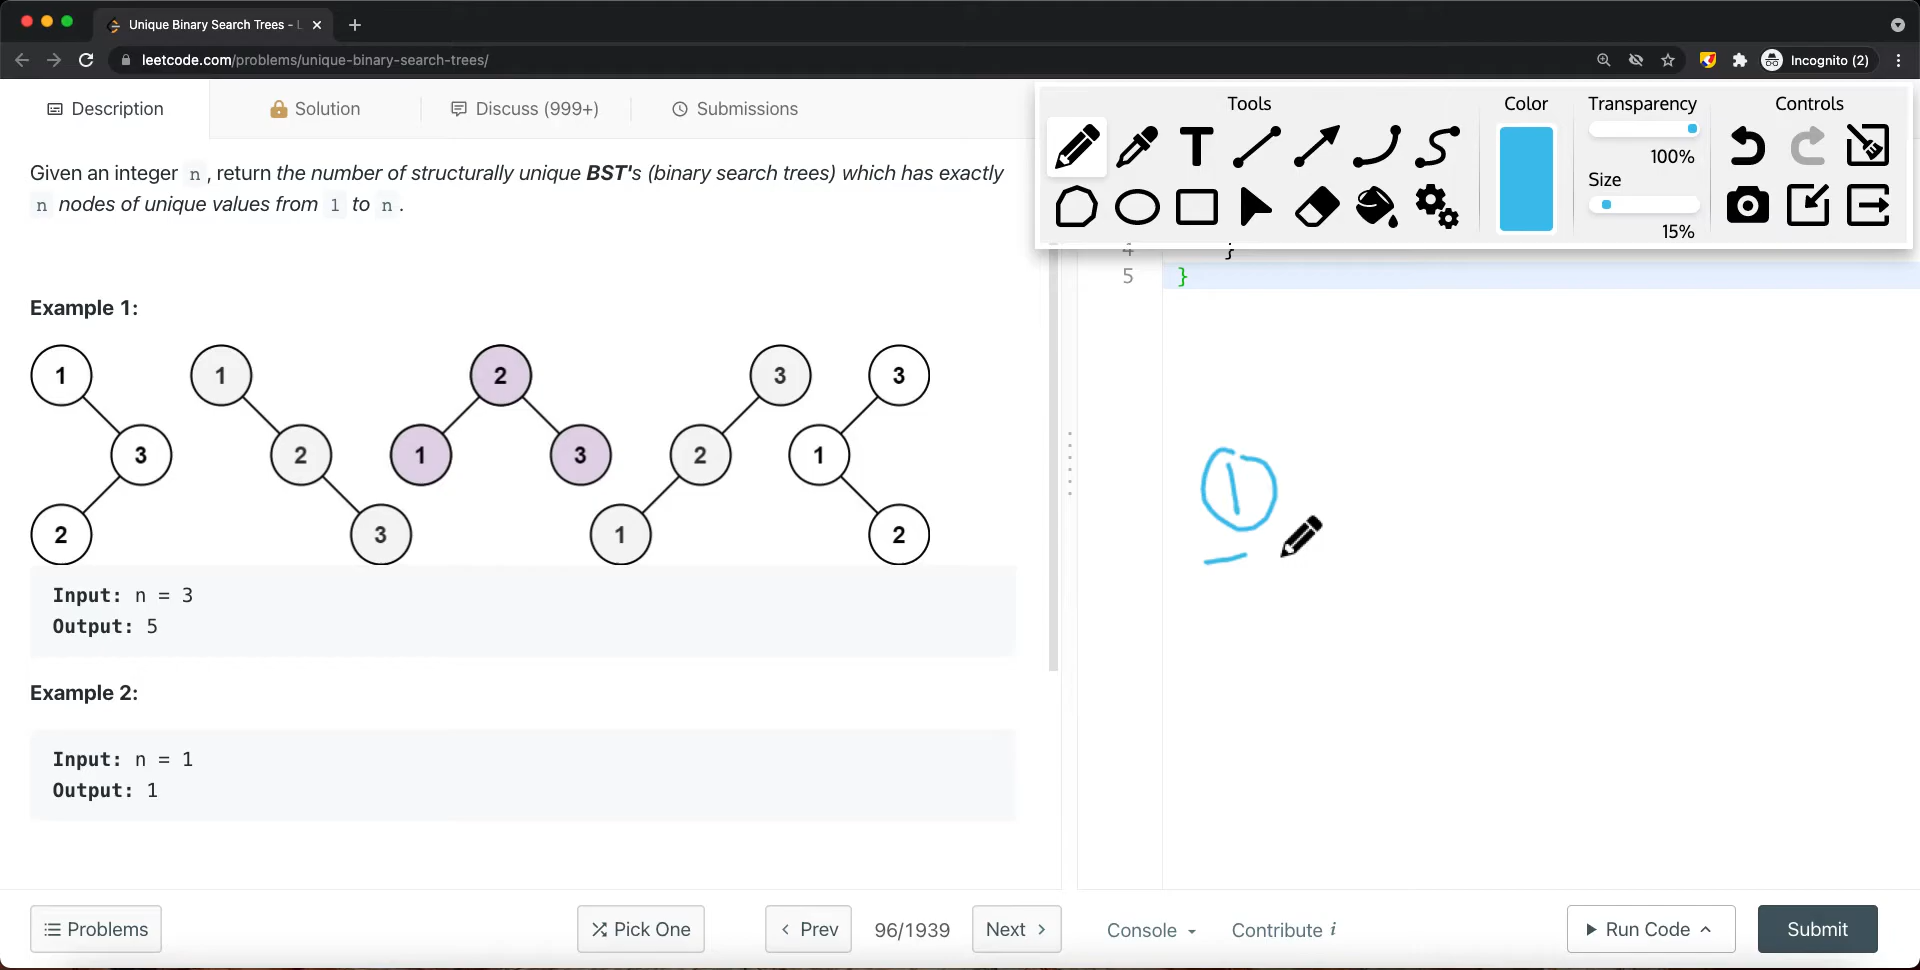 Unique Binary Search Trees - L
leetcode.com/problems/unique-binary-search-trees/
Incognito (2)
Description
Solution
Discuss (999+)
Submissions
Tools
Color
Transparency
100%
Size
15%
Controls
Given an integer n, return the number of structurally unique BST's (binary search trees) which has exactly
n nodes of unique values from 1 to n.
4 }
5 }
Example 1:
1 1 2 3 3
3 2 1 3 2 1
2 3 1 2
Input: n = 3
Output: 5
1
Example 2:
Input: n = 1
Output: 1
Problems
Pick One
Prev
96/1939
Next
Console
Contribute i
Run Code
Submit